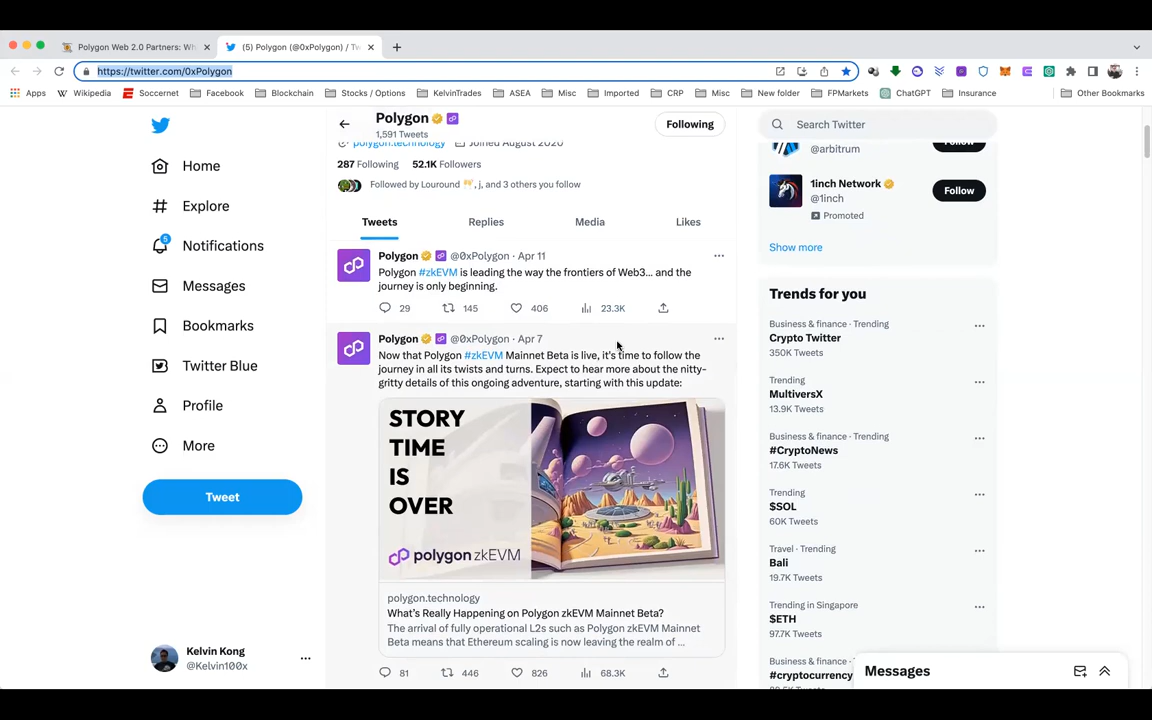 Polygon Web 2.0 Partners: Wh
(5) Polygon (@0xPolygon) / Tw
https://twitter.com/0xPolygon
Apps
Wikipedia
Soccernet
Facebook
Blockchain
Stocks / Options
KelvinTrades
ASEA
Misc
Imported
CRP
Misc
New folder
FPMarkets
ChatGPT
Insurance
Other Bookmarks
Home
Explore
5
Notifications
Messages
Bookmarks
Twitter Blue
Profile
More
Tweet
Kelvin Kong
@Kelvin100x
Polygon
1,591 Tweets
Following
polygon.technology
Joined August 2020
287 Following 52.1K Followers
Followed by Louround, j, and 3 others you follow
Tweets Replies Media Likes
Polygon @0xPolygon · Apr 11
Polygon #zkEVM is leading the way the frontiers of Web3... and the
journey is only beginning.
29 145 406 23.3K
Polygon @0xPolygon · Apr 7
Now that Polygon #zkEVM Mainnet Beta is live, it's time to follow the
journey in all its twists and turns. Expect to hear more about the nitty-
gritty details of this ongoing adventure, starting with this update:
STORY
TIME
IS
OVER
polygon zkEVM
polygon.technology
What's Really Happening on Polygon zkEVM Mainnet Beta?
The arrival of fully operational L2s such as Polygon zkEVM Mainnet
Beta means that Ethereum scaling is now leaving the realm of ...
81 446 826 68.3K
Search Twitter
@arbitrum
Follow
1inch Network
@1inch
Promoted
Follow
Show more
Trends for you
Business & finance · Trending
Crypto Twitter
350K Tweets
Trending
MultiversX
13.9K Tweets
Business & finance · Trending
#CryptoNews
17.6K Tweets
Trending
$SOL
60K Tweets
Travel · Trending
Bali
19.7K Tweets
Trending in Singapore
$ETH
97.7K Tweets
Business & fina
#cryptocurrency
Messages